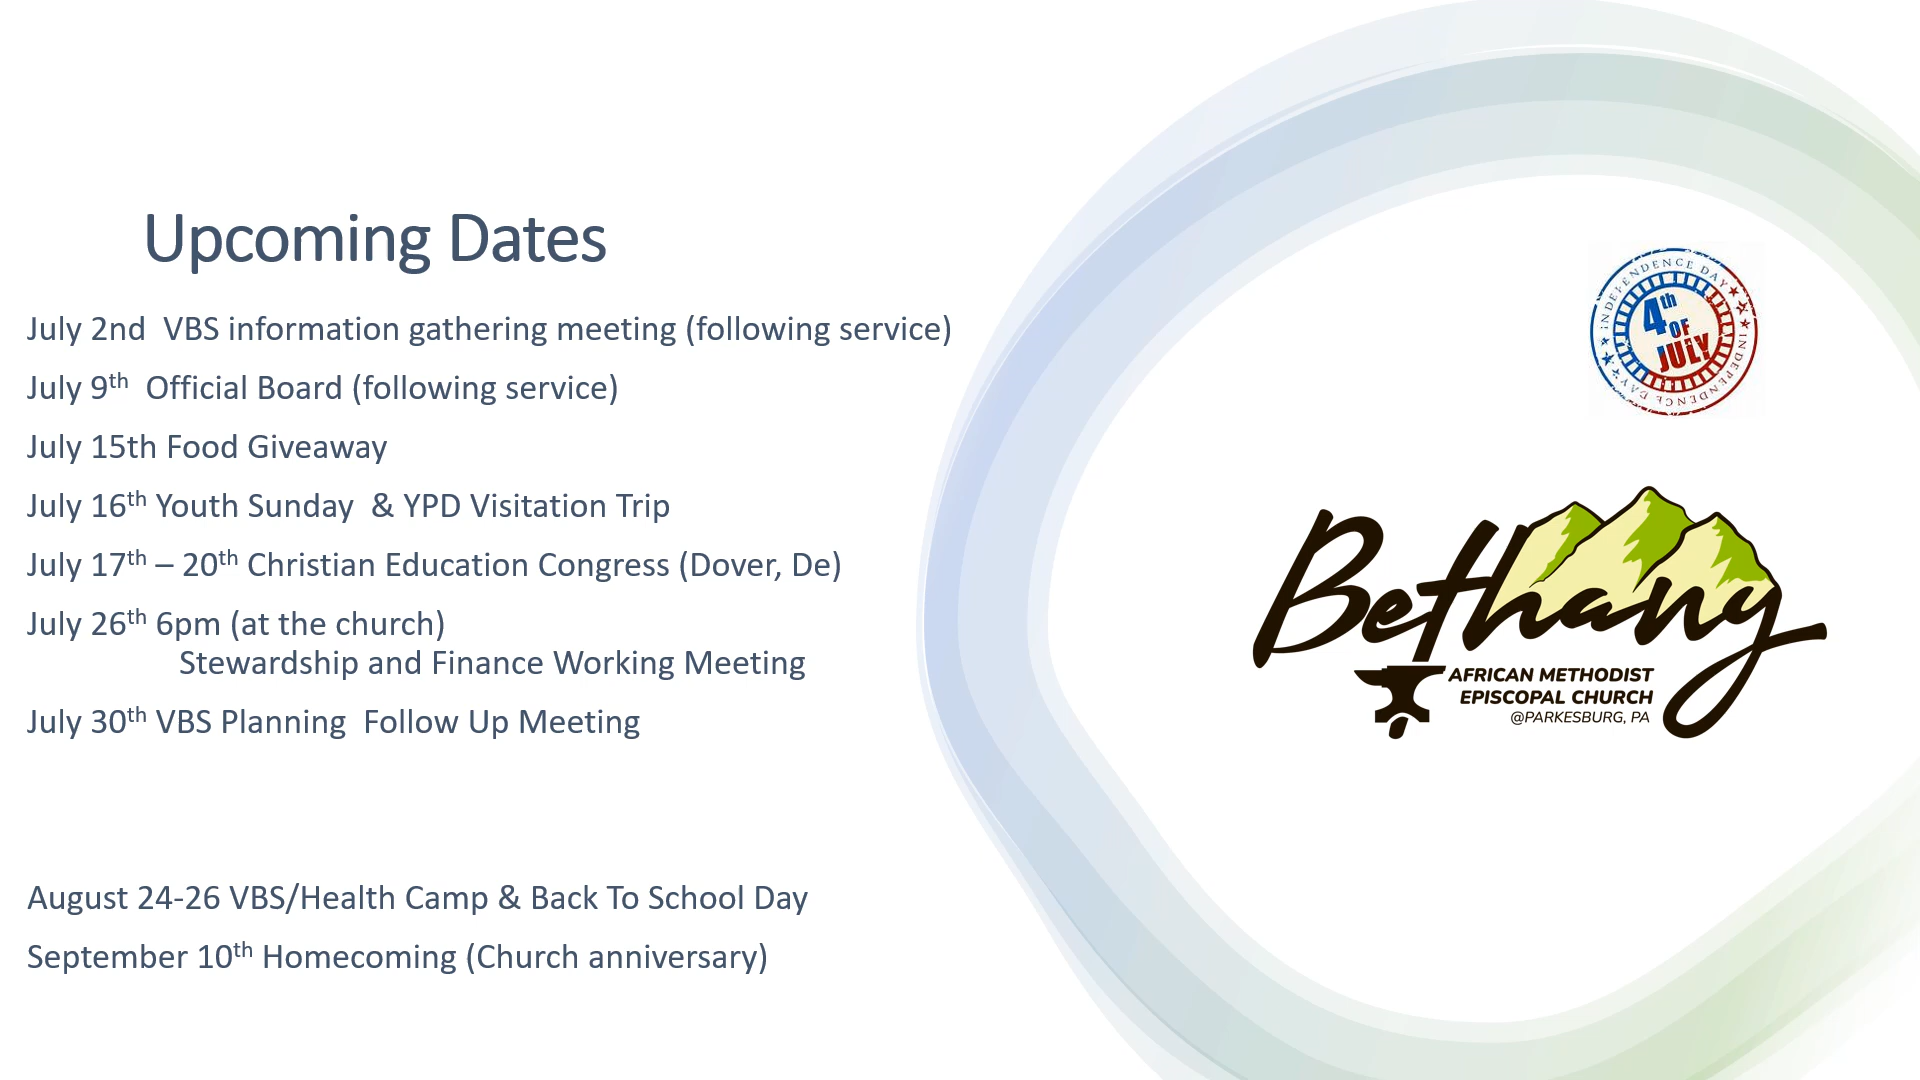 Upcoming Dates
July 2nd  VBS information gathering meeting (following service)
July 9th  Official Board (following service)
July 15th Food Giveaway
July 16th Youth Sunday  & YPD Visitation Trip
July 17th – 20th Christian Education Congress (Dover, De)
July 26th 6pm (at the church)
Stewardship and Finance Working Meeting
July 30th VBS Planning  Follow Up Meeting
August 24-26 VBS/Health Camp & Back To School Day
September 10th Homecoming (Church anniversary)
INDEPENDENCE DAY
4th
OF
JULY
INDEPENDENCE DAY
Bethany
AFRICAN METHODIST
EPISCOPAL CHURCH
@PARKESBURG, PA